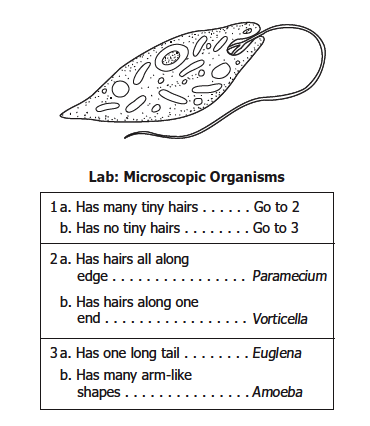 Lab: Microscopic Organisms
1 a. Has many tiny hairs . . . . . . Go to 2
b. Has no tiny hairs . . . . . . . . Go to 3
2 a. Has hairs all along
edge . . . . . . . . . . . . . . . . . Paramecium
b. Has hairs along one
end . . . . . . . . . . . . . . . . . . Vorticella
3 a. Has one long tail . . . . . . . . Euglena
b. Has many arm-like
shapes . . . . . . . . . . . . . . . Amoeba